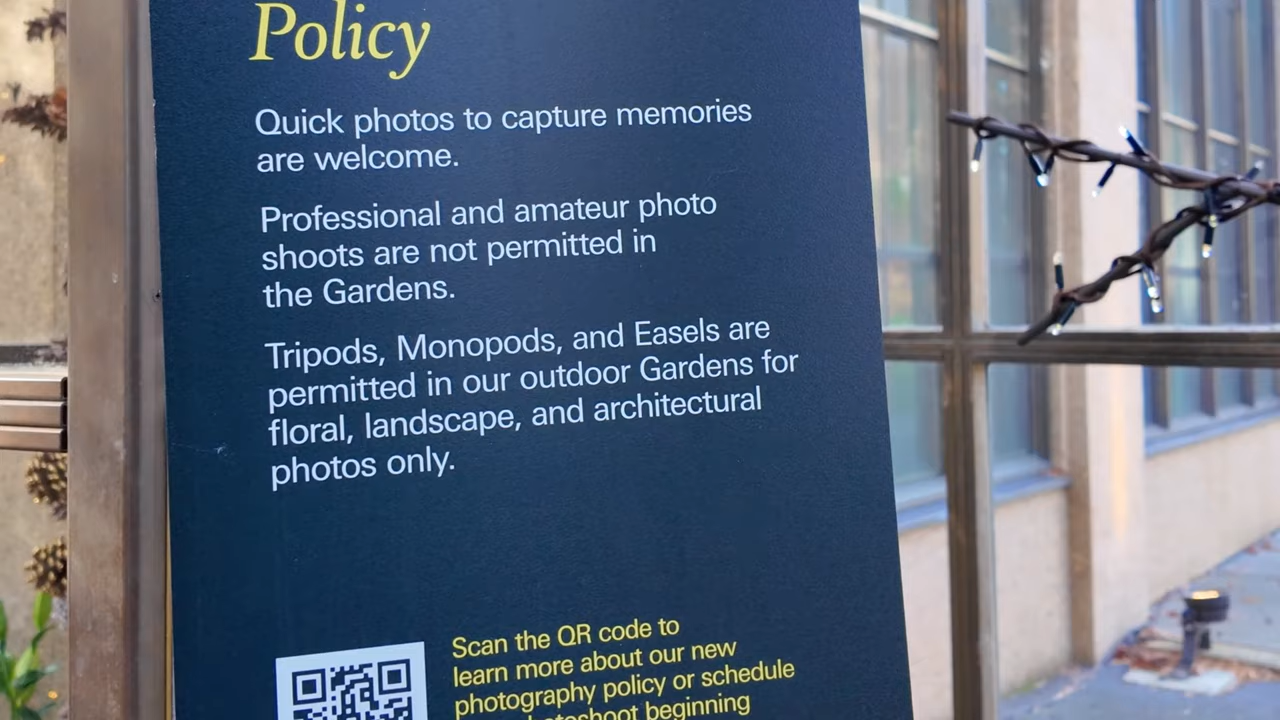 Policy
Quick photos to capture memories
are welcome.
Professional and amateur photo
shoots are not permitted in
the Gardens.
Tripods, Monopods, and Easels are
permitted in our outdoor Gardens for
floral, landscape, and architectural
photos only.
Scan the QR code to
learn more about our new
photography policy or schedule
beginning